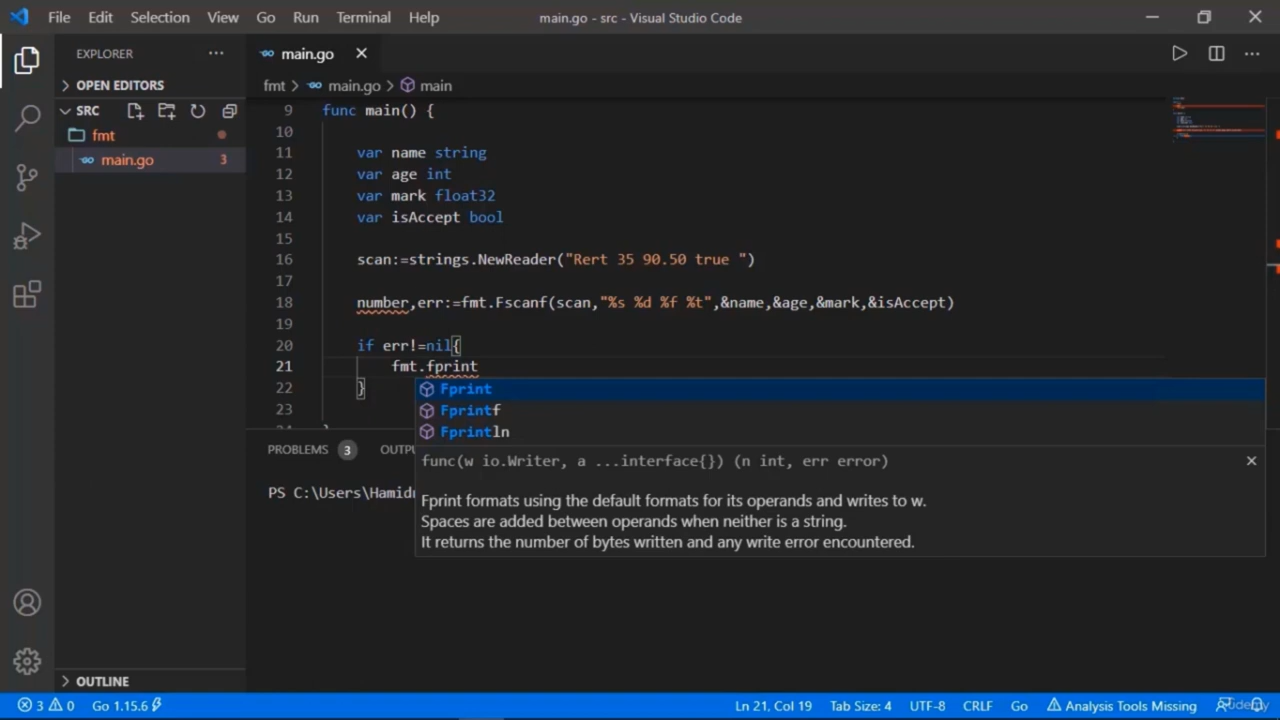 File Edit Selection View Go Run Terminal Help main.go - src - Visual Studio Code
EXPLORER
OPEN EDITORS
SRC
fmt
main.go 3
main.go
fmt > main.go > main
9 func main() {
10
11 var name string
12 var age int
13 var mark float32
14 var isAccept bool
15
16 scan:=strings.NewReader("Rert 35 90.50 true ")
17
18 number,err:=fmt.Fscanf(scan,"%s %d %f %t",&name,&age,&mark,&isAccept)
19
20 if err!=nil{
21 fmt.fprint
22 }
23
Fprint
Fprintf
Fprintln
func(w io.Writer, a ...interface{}) (n int, err error)
Fprint formats using the default formats for its operands and writes to w.
Spaces are added between operands when neither is a string.
It returns the number of bytes written and any write error encountered.
PROBLEMS 3
PS C:\Users\
OUTLINE
3 0 Go 1.15.6 Ln 21, Col 19 Tab Size: 4 UTF-8 CRLF Go Analysis Tools Missing